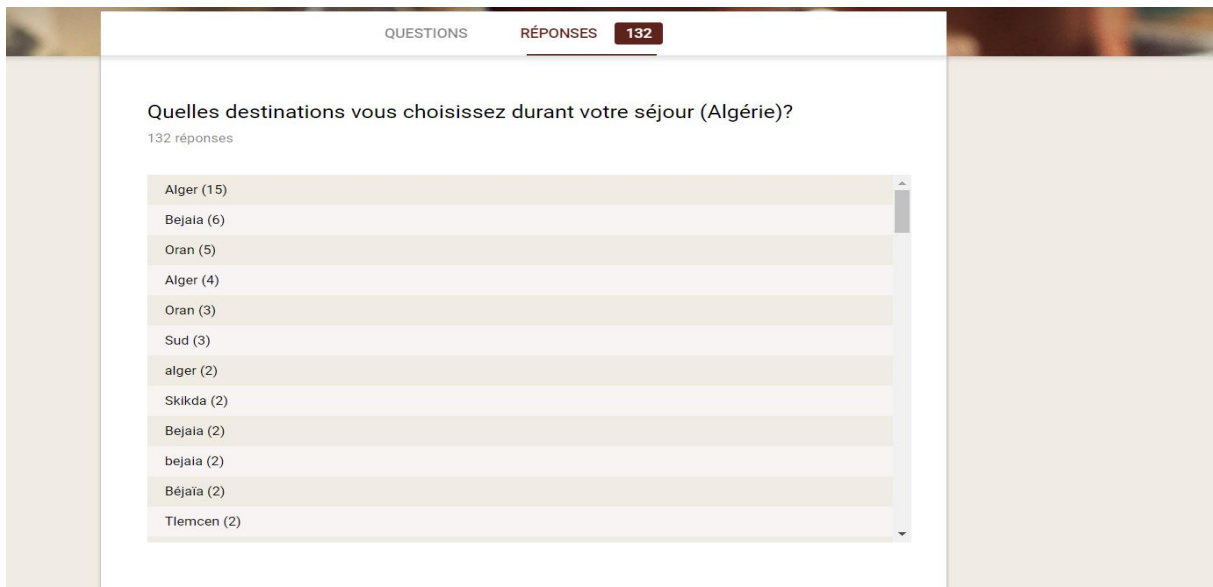 QUESTIONS RÉPONSES 132
Quelles destinations vous choisissez durant votre séjour (Algérie)?
132 réponses
Alger (15)
Bejaia (6)
Oran (5)
Alger (4)
Oran (3)
Sud (3)
alger (2)
Skikda (2)
Bejaia (2)
bejaia (2)
Béjaïa (2)
Tlemcen (2)